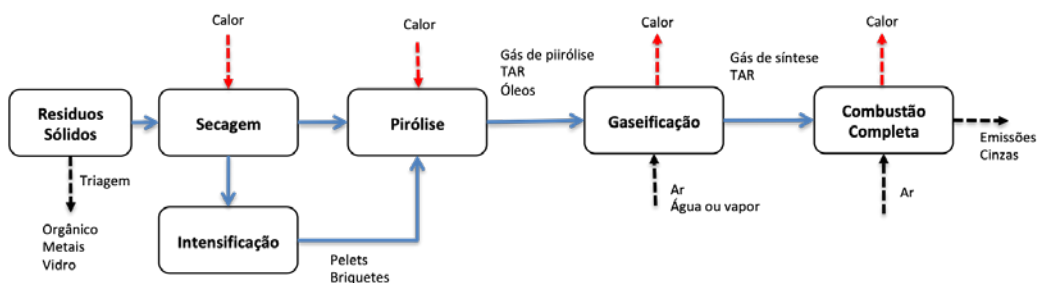 Calor
Calor
Calor
Calor
Gás de piirólise
TAR
Óleos
Gás de síntese
TAR
Residuos
Sólidos
Secagem
Pirólise
Gaseificação
Combustão
Completa
Emissões
Cinzas
Triagem
Orgânico
Metais
Vidro
Intensificação
Pelets
Briquetes
Ar
Água ou vapor
Ar